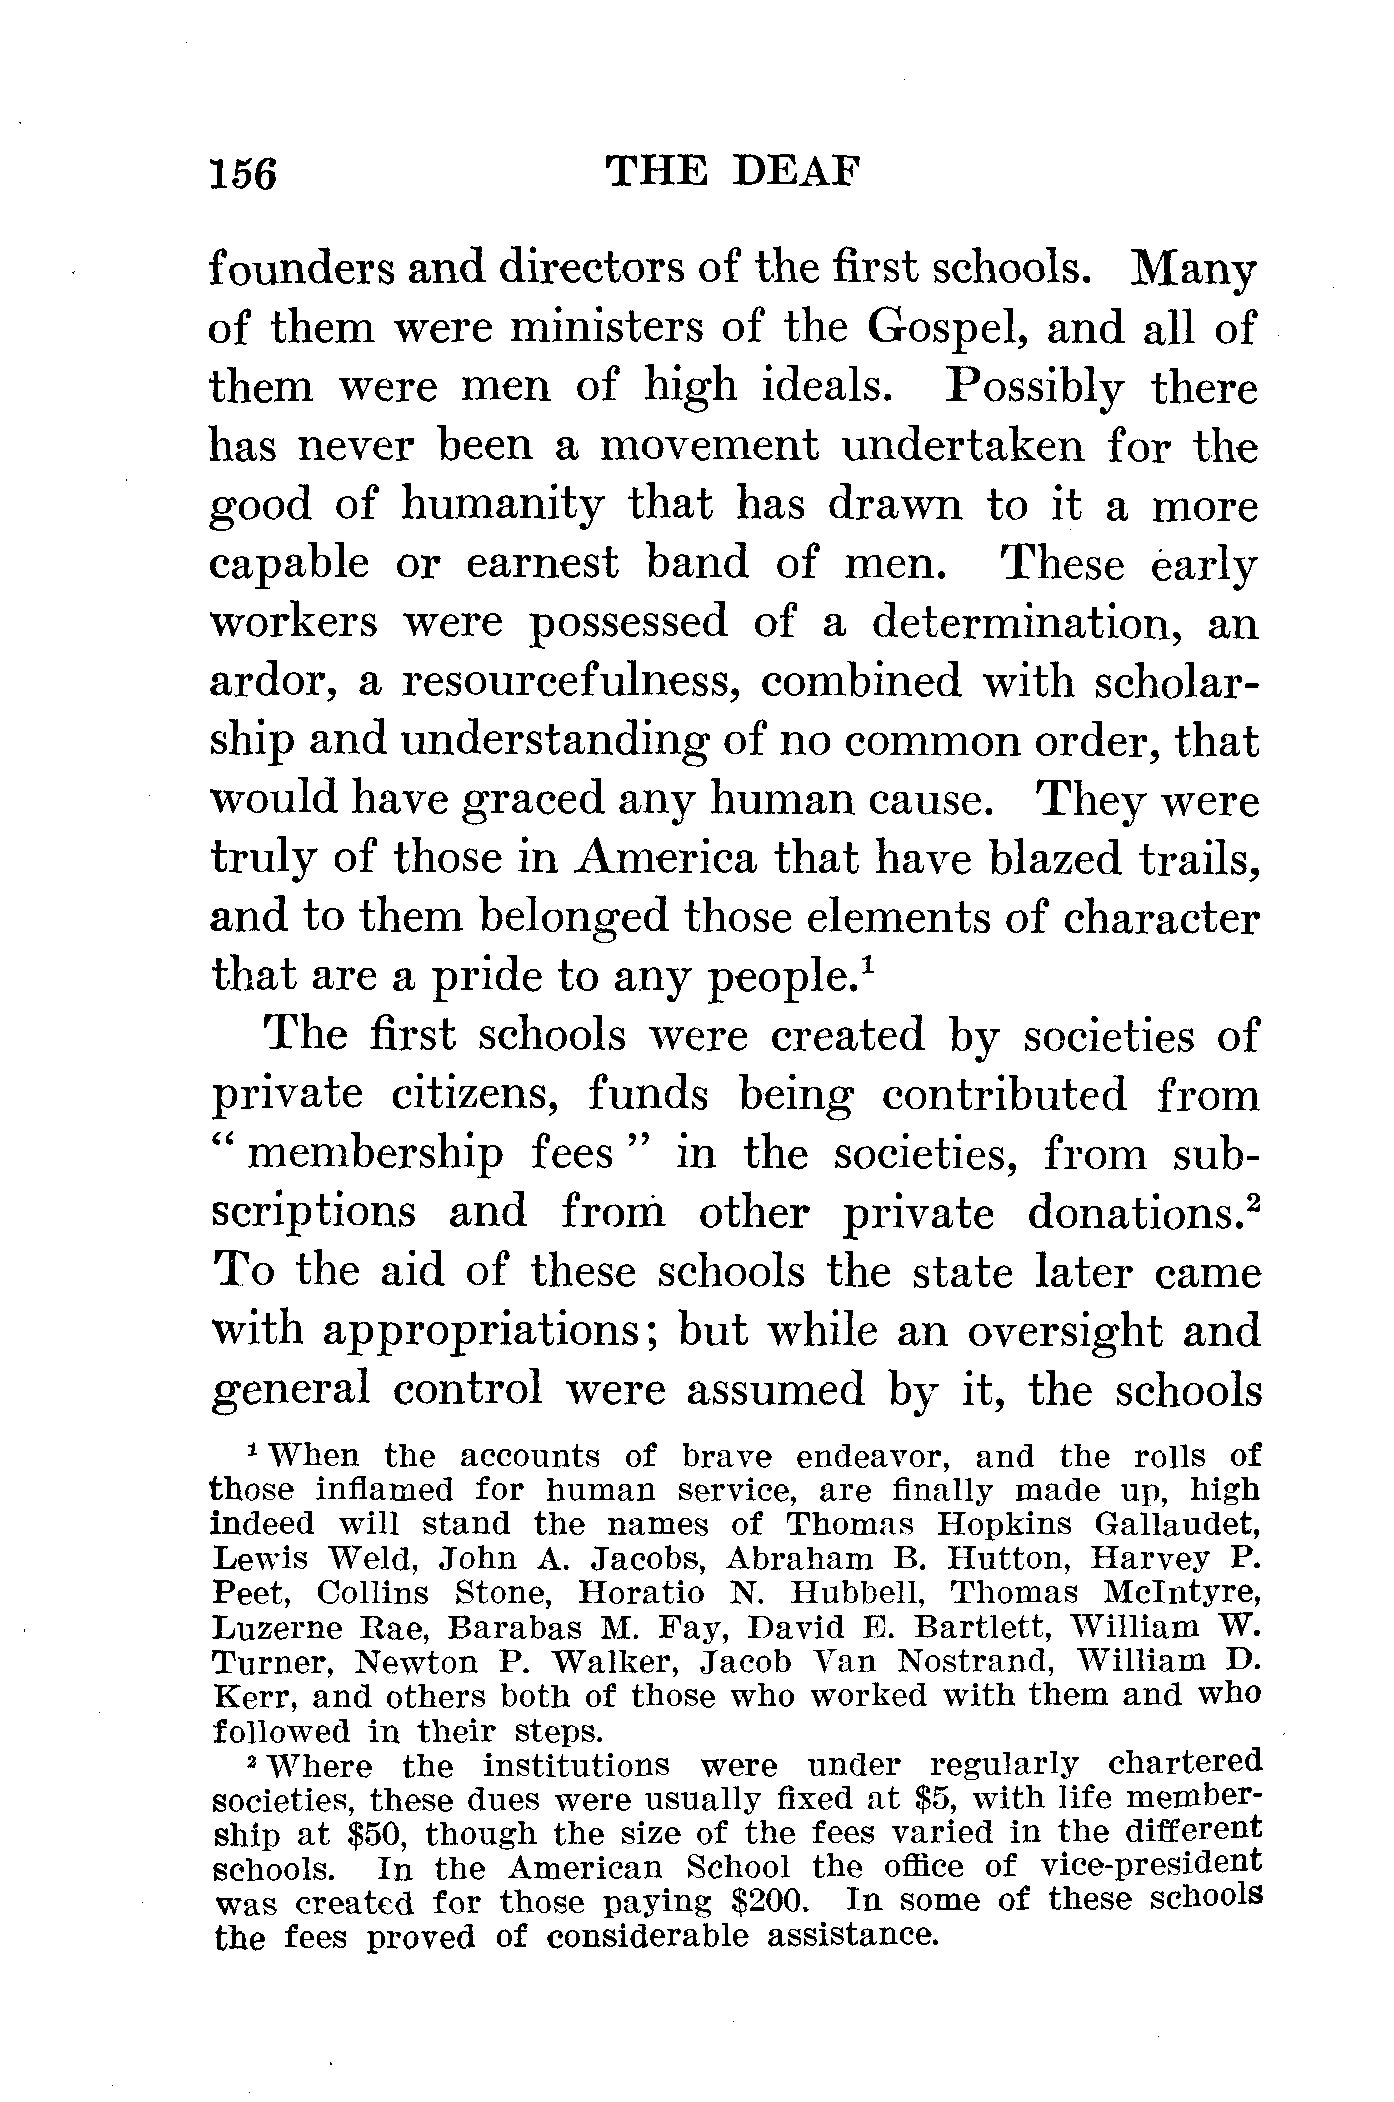 156 THE DEAF
founders and directors of the first schools. Many
of them were ministers of the Gospel, and all of
them were men of high ideals. Possibly there
has never been a movement undertaken for the
good of humanity that has drawn to it a more
capable or earnest band of men. These early
workers were possessed of a determination, an
ardor, a resourcefulness, combined with scholar-
ship and understanding of no common order, that
would have graced any human cause. They were
truly of those in America that have blazed trails,
and to them belonged those elements of character
that are a pride to any people.¹
The first schools were created by societies of
private citizens, funds being contributed from
“ membership fees ” in the societies, from sub-
scriptions and from other private donations.²
To the aid of these schools the state later came
with appropriations; but while an oversight and
general control were assumed by it, the schools
¹ When the accounts of brave endeavor, and the rolls of
those inflamed for human service, are finally made up, high
indeed will stand the names of Thomas Hopkins Gallaudet,
Lewis Weld, John A. Jacobs, Abraham B. Hutton, Harvey P.
Peet, Collins Stone, Horatio N. Hubbell, Thomas McIntyre,
Luzerne Rae, Barabas M. Fay, David E. Bartlett, William W.
Turner, Newton P. Walker, Jacob Van Nostrand, William D.
Kerr, and others both of those who worked with them and who
followed in their steps.
² Where the institutions were under regularly chartered
societies, these dues were usually fixed at $5, with life member-
ship at $50, though the size of the fees varied in the different
schools. In the American School the office of vice-president
was created for those paying $200. In some of these schools
the fees proved of considerable assistance.